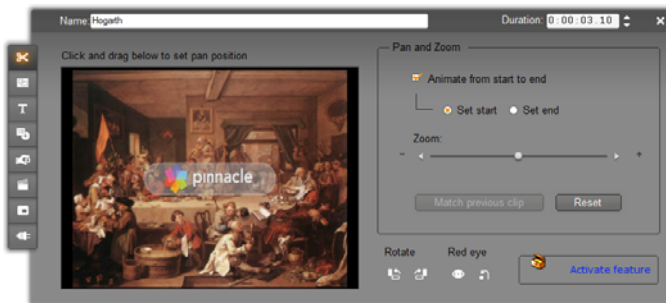 Name: Hogarth
Duration: 0:00:03.10
Click and drag below to set pan position
Pan and Zoom
Animate from start to end
Set start
Set end
Zoom:
- +
Match previous clip
Reset
pinnacle
Rotate
Red eye
Activate feature
T